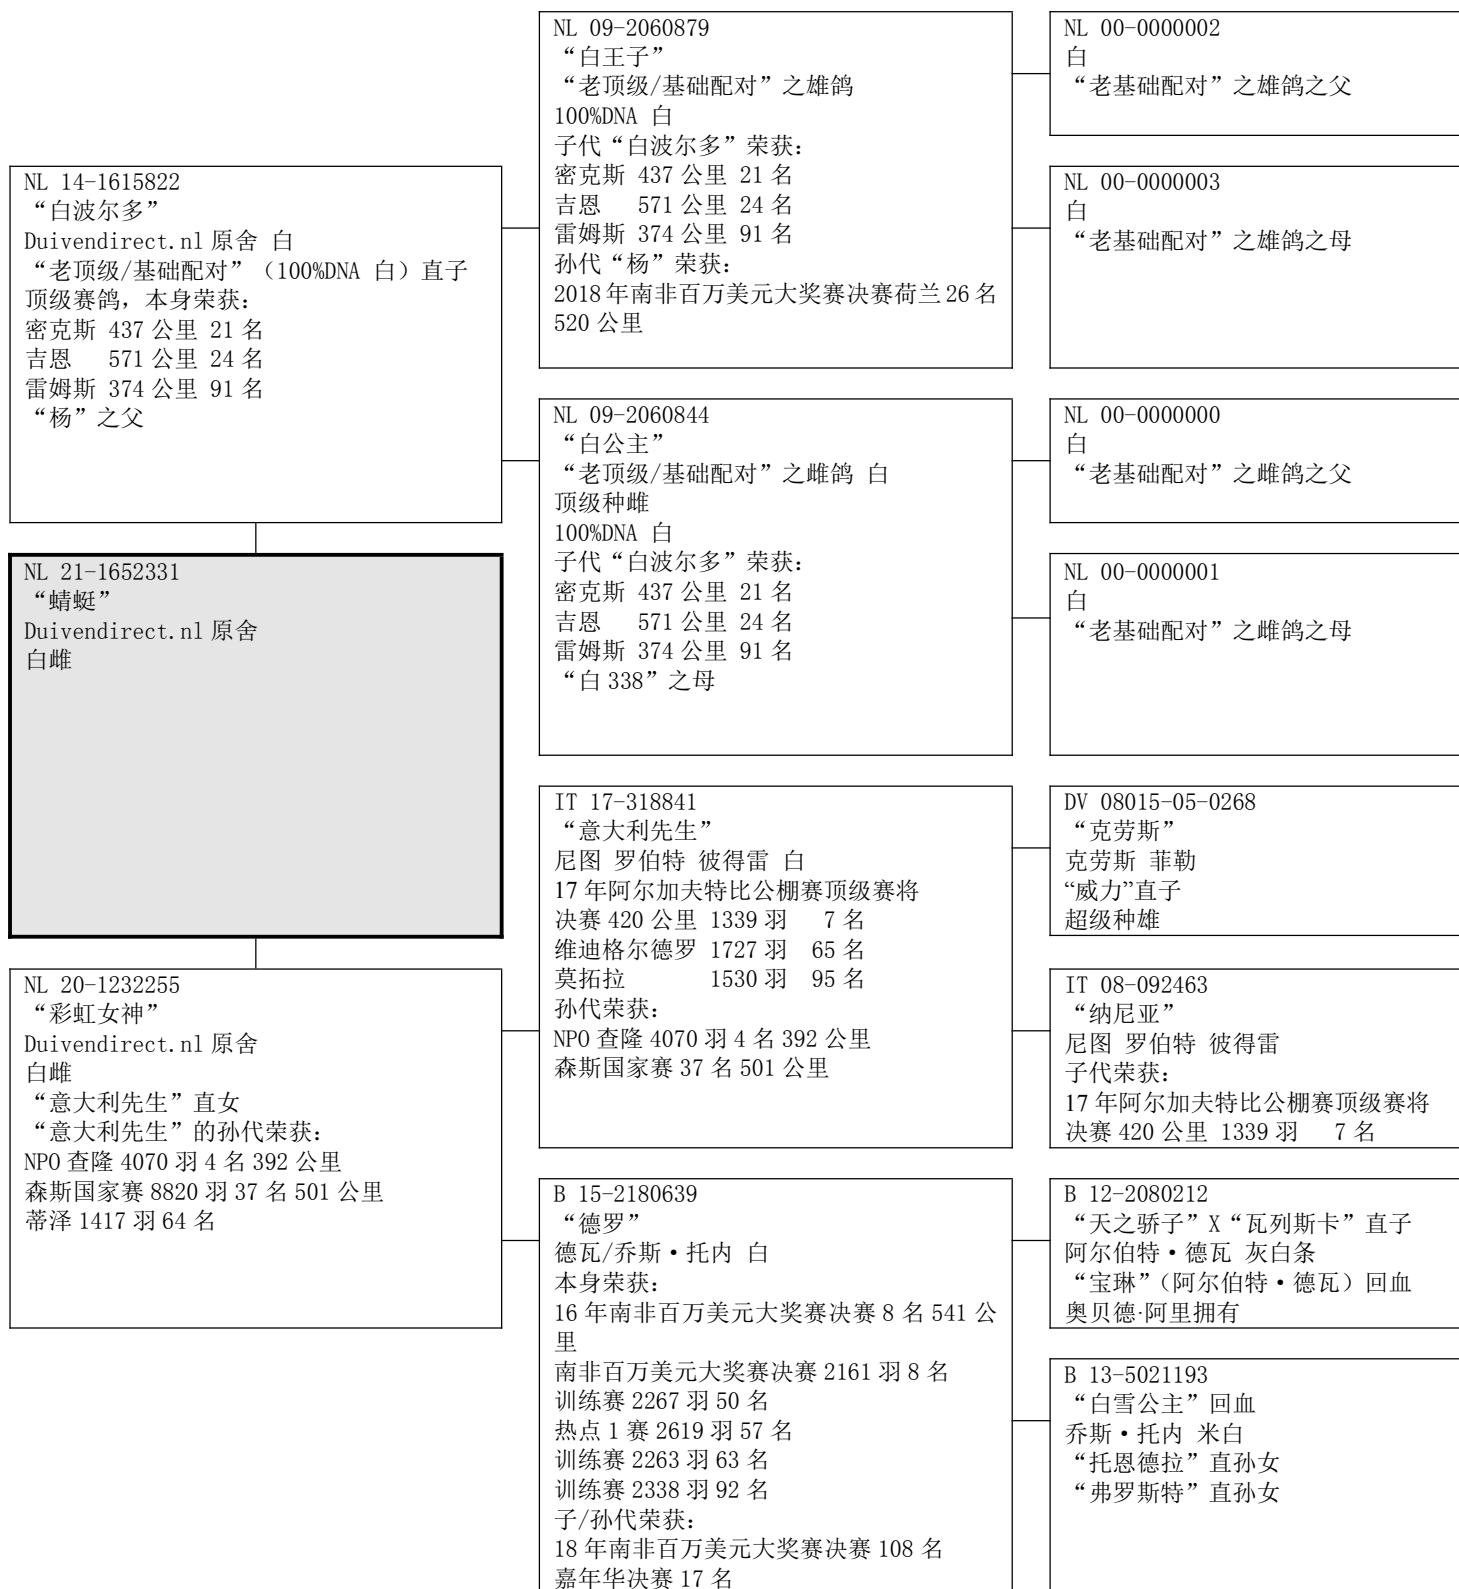 NL 14-1615822
“白波尔多”
Duivendirect.nl 原舍 白
“老顶级/基础配对”（100%DNA 白）直子
顶级赛鸽，本身荣获：
密克斯 437 公里 21 名
吉恩 571 公里 24 名
雷姆斯 374 公里 91 名
“杨”之父
NL 21-1652331
“蜻蜓”
Duivendirect.nl 原舍
白雌
NL 20-1232255
“彩虹女神”
Duivendirect.nl 原舍
白雌
“意大利先生”直女
“意大利先生”的孙代荣获：
NPO 查隆 4070 羽 4 名 392 公里
森斯国家赛 8820 羽 37 名 501 公里
蒂泽 1417 羽 64 名
NL 09-2060879
“白王子”
“老顶级/基础配对”之雄鸽
100%DNA 白
子代“白波尔多”荣获：
密克斯 437 公里 21 名
吉恩 571 公里 24 名
雷姆斯 374 公里 91 名
孙代“杨”荣获：
2018 年南非百万美元大奖赛决赛荷兰 26 名
520 公里
NL 09-2060844
“白公主”
“老顶级/基础配对”之雌鸽 白
顶级种雌
100%DNA 白
子代“白波尔多”荣获：
密克斯 437 公里 21 名
吉恩 571 公里 24 名
雷姆斯 374 公里 91 名
“白 338”之母
IT 17-318841
“意大利先生”
尼图 罗伯特 彼得雷 白
17 年阿尔加夫特比公棚赛顶级赛将
决赛 420 公里 1339 羽 7 名
维迪格尔德罗 1727 羽 65 名
莫拓拉 1530 羽 95 名
孙代荣获：
NPO 查隆 4070 羽 4 名 392 公里
森斯国家赛 37 名 501 公里
B 15-2180639
“德罗”
德瓦/乔斯·托内 白
本身荣获：
16 年南非百万美元大奖赛决赛 8 名 541 公
里
南非百万美元大奖赛决赛 2161 羽 8 名
训练赛 2267 羽 50 名
热点 1 赛 2619 羽 57 名
训练赛 2263 羽 63 名
训练赛 2338 羽 92 名
子/孙代荣获：
18 年南非百万美元大奖赛决赛 108 名
嘉年华决赛 17 名
NL 00-0000002
白
“老基础配对”之雄鸽之父
NL 00-0000003
白
“老基础配对”之雄鸽之母
NL 00-0000000
白
“老基础配对”之雌鸽之父
NL 00-0000001
白
“老基础配对”之雌鸽之母
DV 08015-05-0268
“克劳斯”
克劳斯 菲勒
“威力”直子
超级种雄
IT 08-092463
“纳尼亚”
尼图 罗伯特 彼得雷
子代荣获：
17 年阿尔加夫特比公棚赛顶级赛将
决赛 420 公里 1339 羽 7 名
B 12-2080212
“天之骄子”X“瓦列斯卡”直子
阿尔伯特·德瓦 灰白条
“宝琳”（阿尔伯特·德瓦）回血
奥贝德·阿里拥有
B 13-5021193
“白雪公主”回血
乔斯·托内 米白
“托恩德拉”直孙女
“弗罗斯特”直孙女